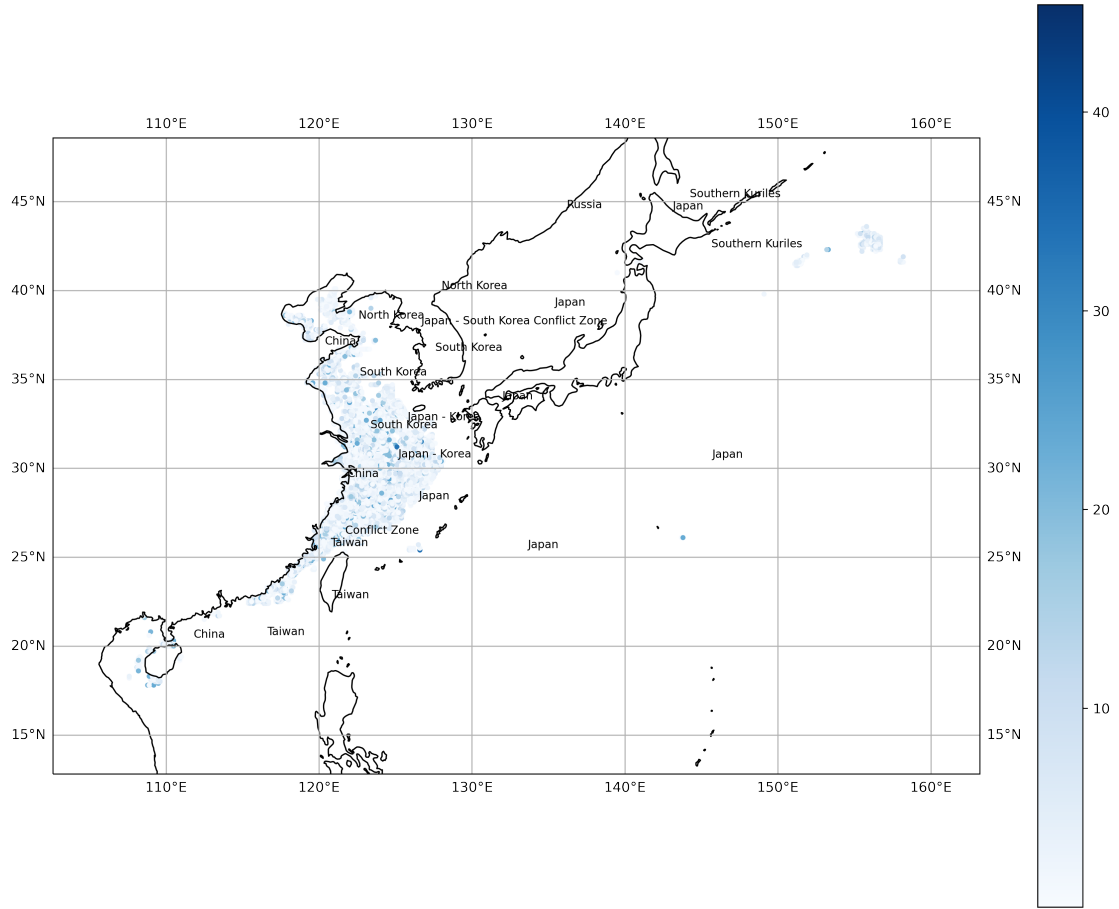 40
30
20
10
110°E 120°E 130°E 140°E 150°E 160°E
45°N
Southern Kuriles
Russia
Japan
45°N
Southern Kuriles
North Korea
40°N
40°N
Japan
North Korea
Japan - South Korea Conflict Zone
China
South Korea
South Korea
35°N
35°N
Japan
Japan - Korea
South Korea
Japan - Korea
Japan
30°N
30°N
China
Japan
Conflict Zone
Taiwan
Japan
25°N
25°N
Taiwan
China
Taiwan
20°N
20°N
15°N
15°N
110°E 120°E 130°E 140°E 150°E 160°E